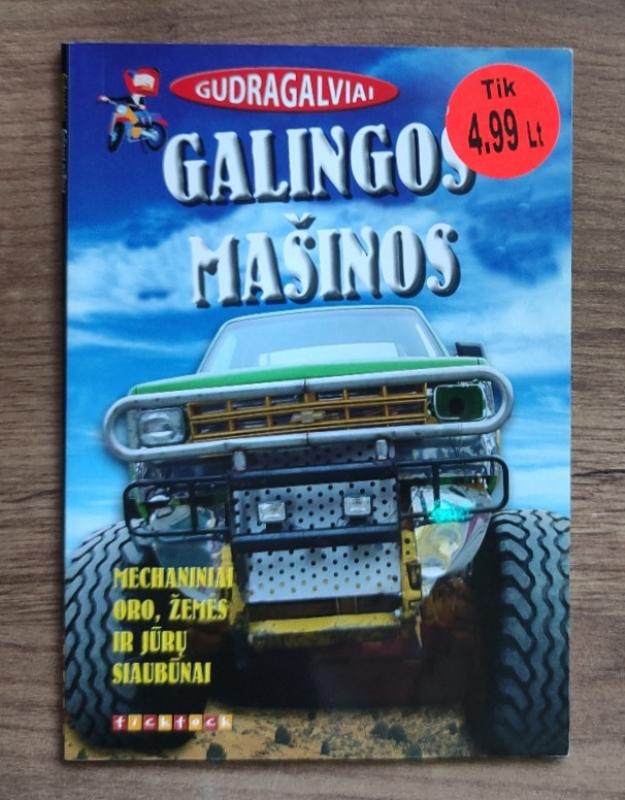 GUDRAGALVIAI
Tik
4.99 Lt
GALINGOS
MAŠINOS
MECHANINIAI
ORO, ŽEMĖS
IR JŪRŲ
SIAUBŪNAI
ticktock